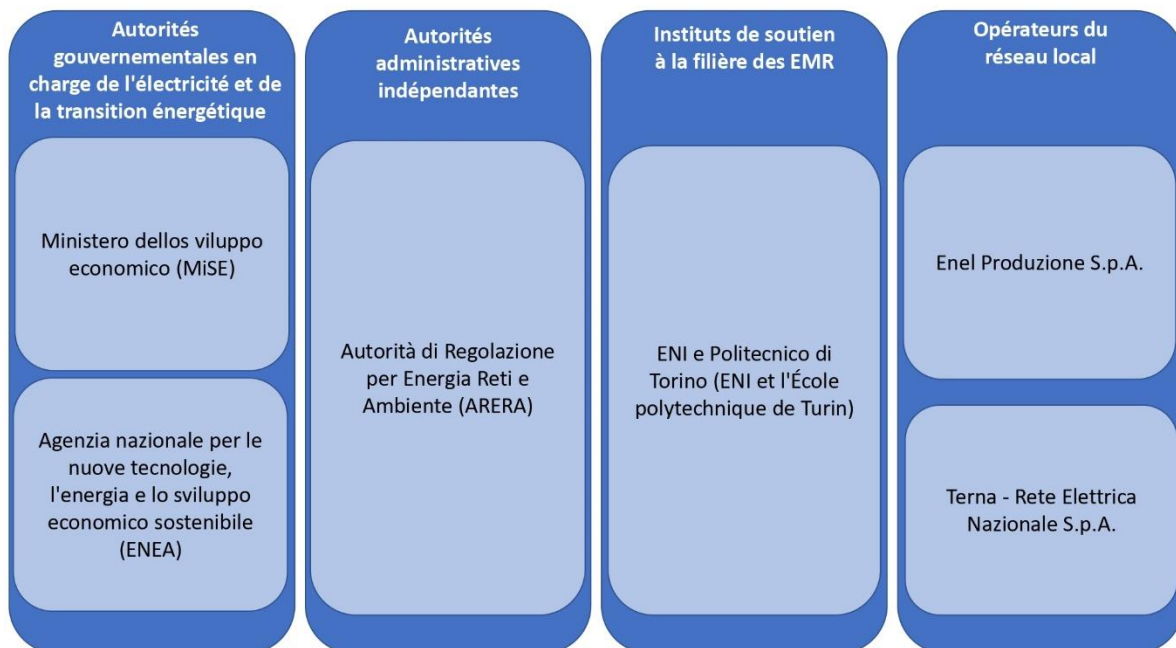 Autorités
gouvernementales en
charge de l'électricité et de
la transition énergétique
Ministero dellos viluppo
economico (MiSE)
Agenzia nazionale per le
nuove tecnologie,
l'energia e lo sviluppo
economico sostenibile
(ENEA)
Autorités
administratives
indépendantes
Autorità di Regolazione
per Energia Reti e
Ambiente (ARERA)
Instituts de soutien
à la filière des EMR
ENI e Politecnico di
Torino (ENI et l'École
polytechnique de Turin)
Opérateurs du
réseau local
Enel Produzione S.p.A.
Terna - Rete Elettrica
Nazionale S.p.A.